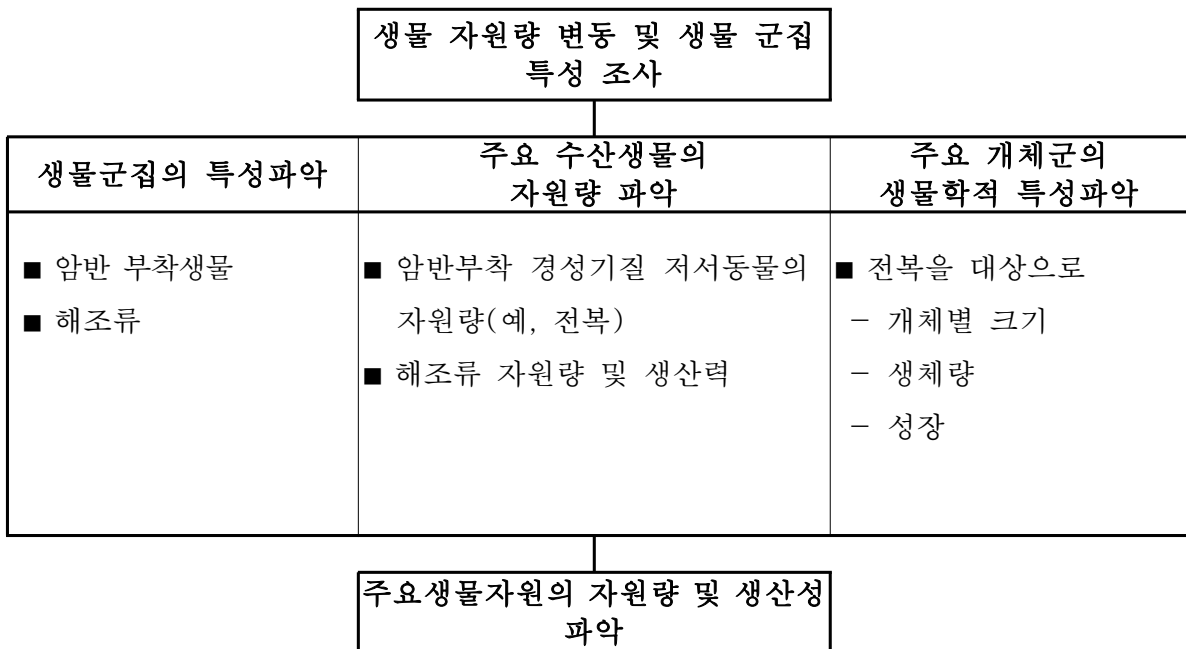 생물 자원량 변동 및 생물 군집
특성 조사
생물군집의 특성파악
주요 수산생물의
자원량 파악
주요 개체군의
생물학적 특성파악
■ 암반 부착생물
■ 해조류
■ 암반부착 경성기질 저서동물의
자원량(예, 전복)
■ 해조류 자원량 및 생산력
■ 전복을 대상으로
- 개체별 크기
- 생체량
- 성장
주요생물자원의 자원량 및 생산성
파악